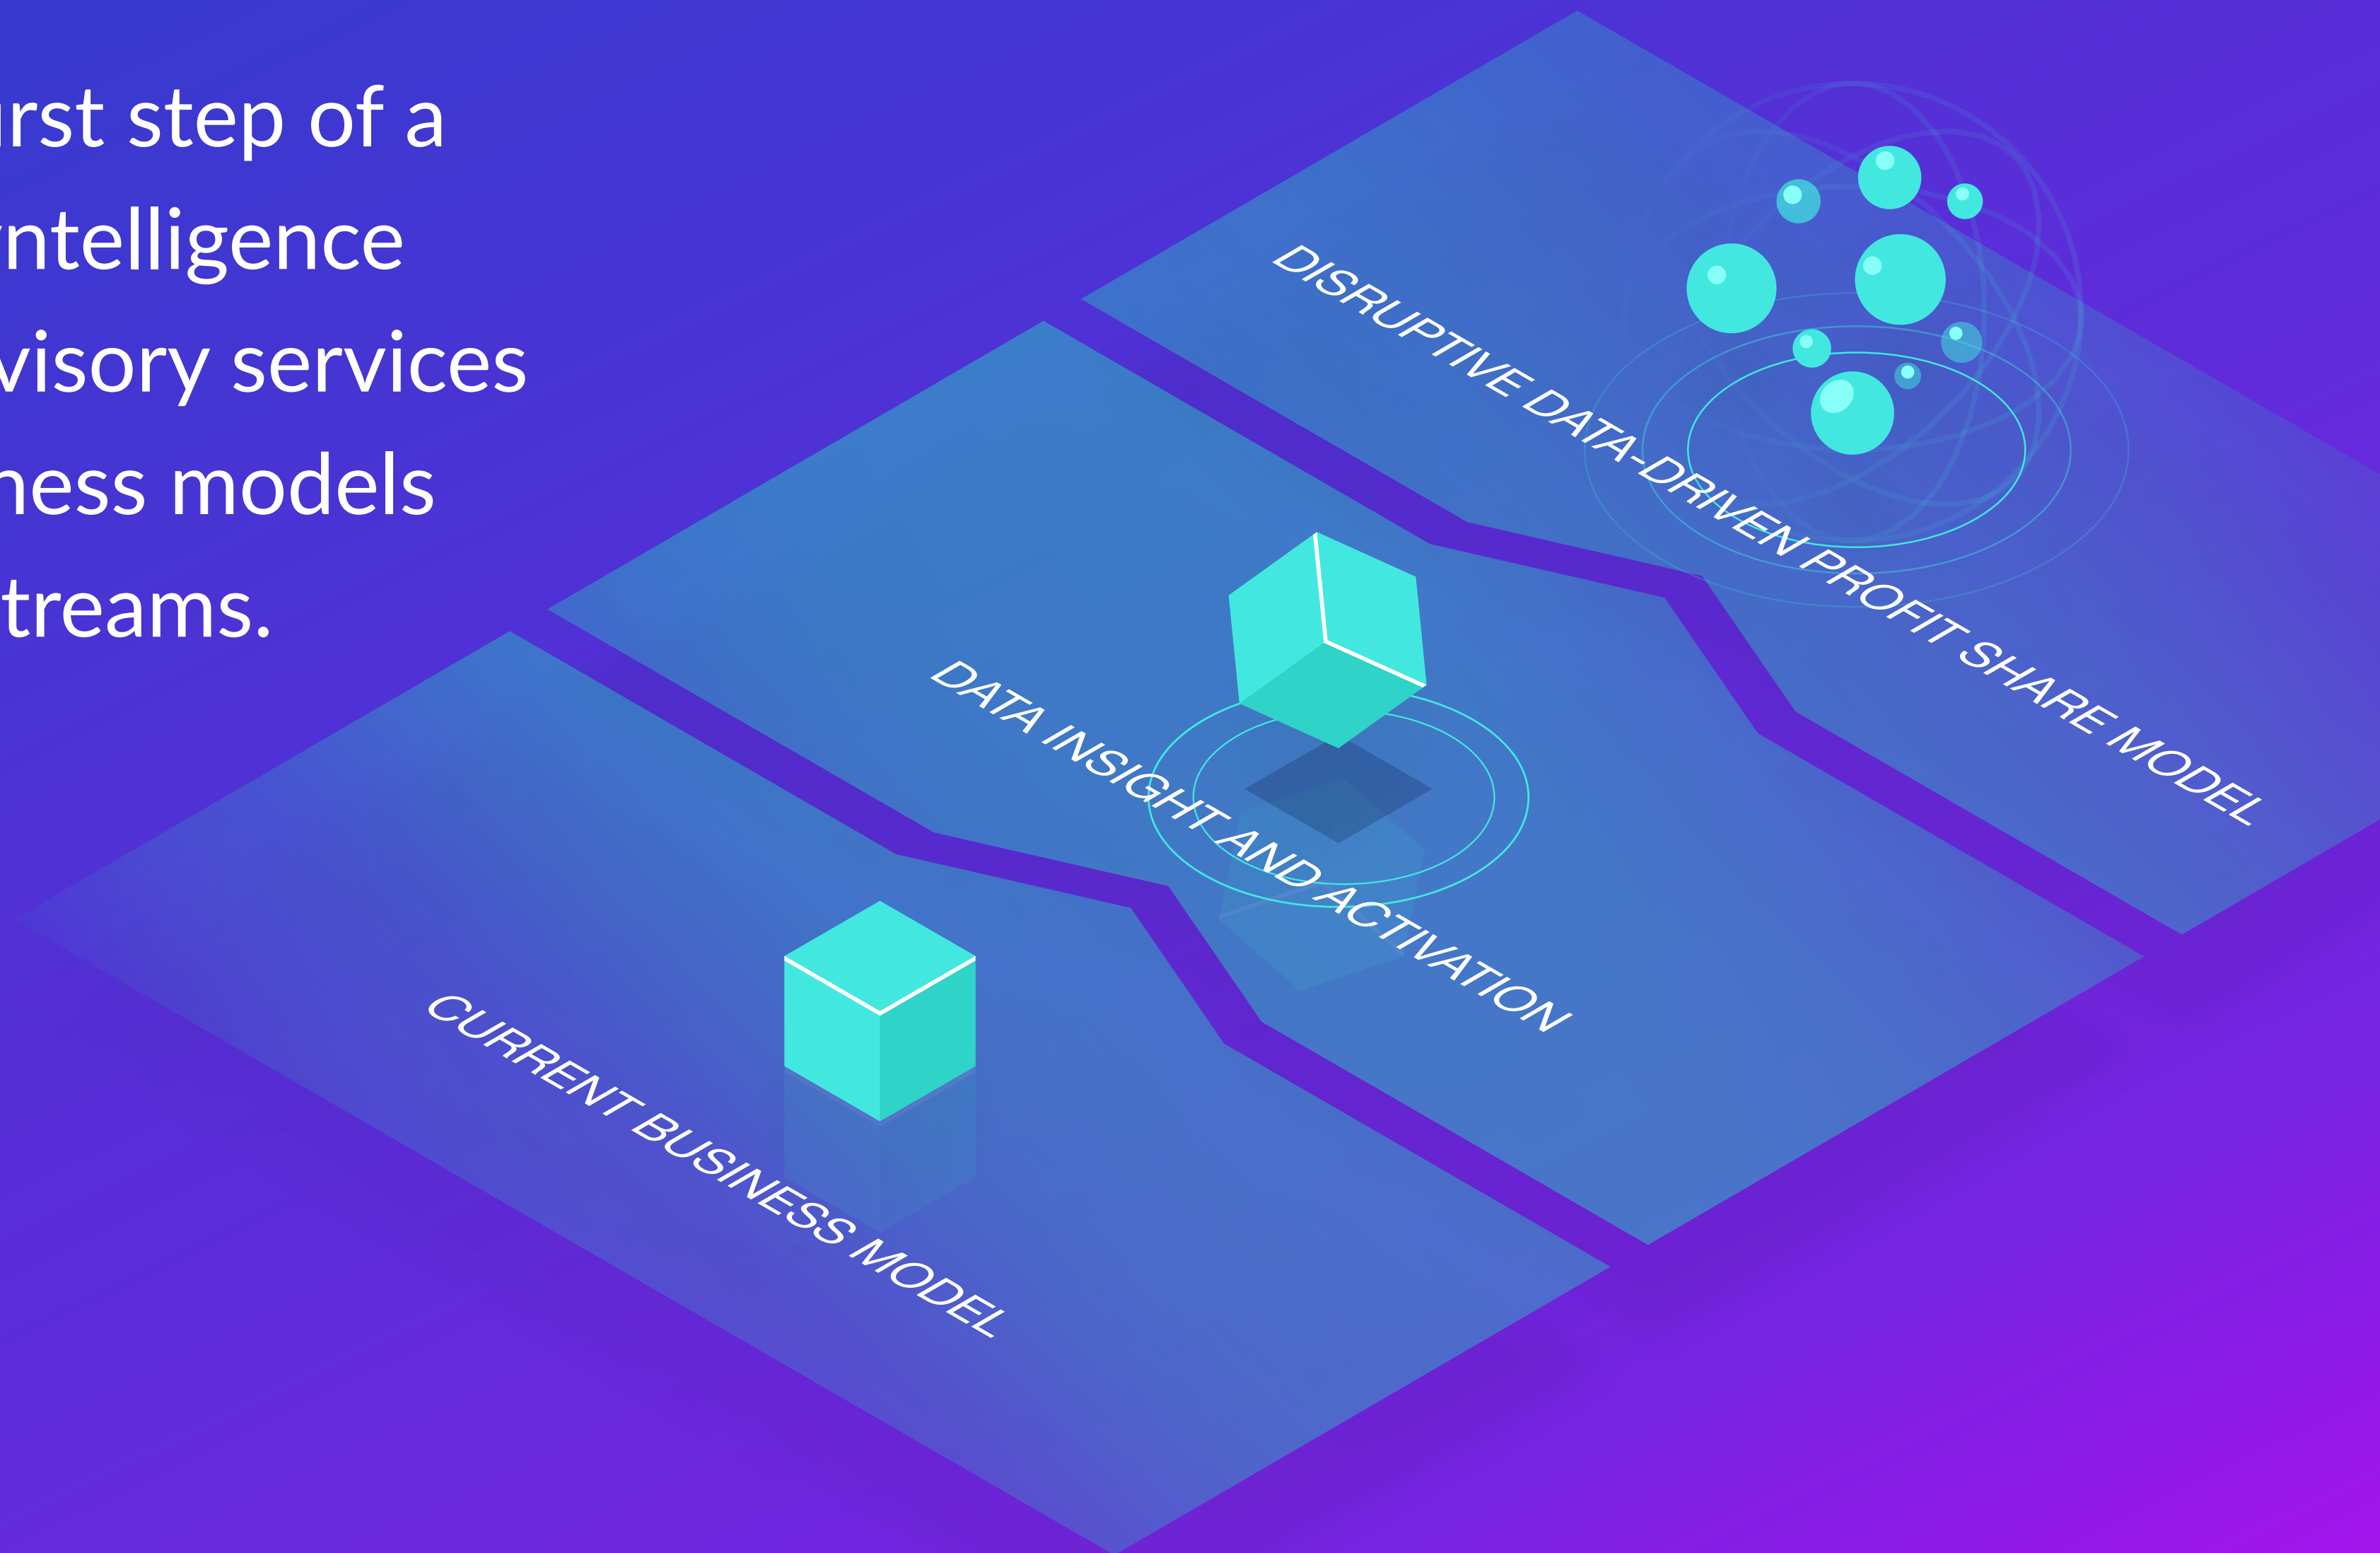 rst step of a
ntelligence
visory services
ness models
treams.
DISRUPTIVE DATA-DRIVEN PROFIT SHARE MODEL
DATA INSIGHT AND ACTIVATION
CURRENT BUSINESS MODEL